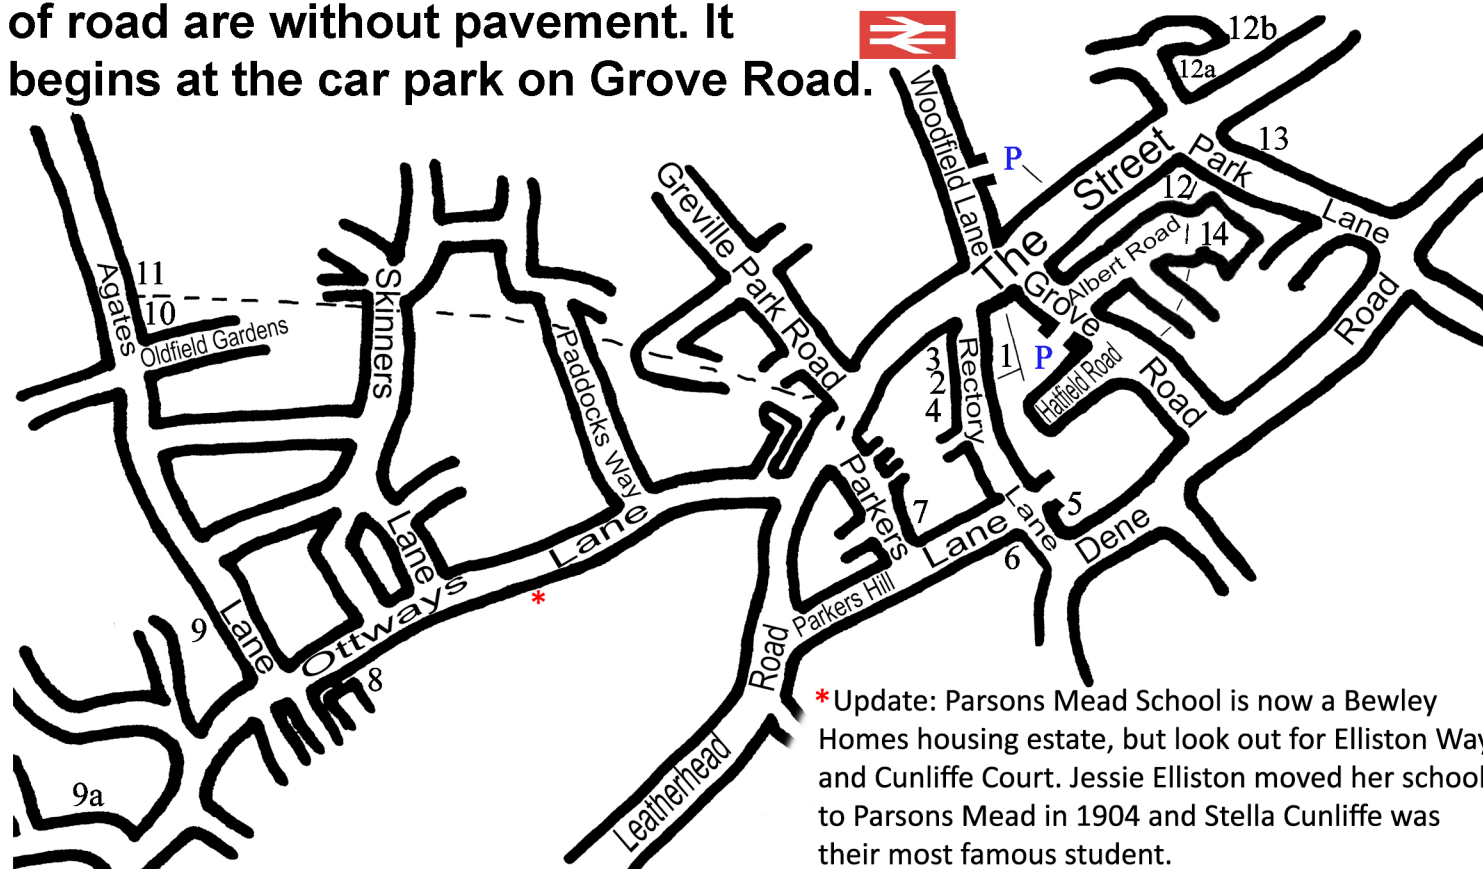 of road are without pavement. It
begins at the car park on Grove Road.
12b
12a
Woodfield Lane
P
The Street
13
Park Lane
12
14
Albert Road
Grove Road
Greville Park Road
Skinners Lane
Agates Lane
11
10
Oldfield Gardens
Paddocks Way
3
2
4
Rectory Lane
1
P
Hatfield Road
Road
Parkers Lane
7
5
6
Dene Road
Ottways Lane
*
9
8
9a
Parkers Hill
Leatherhead Road
*Update: Parsons Mead School is now a Bewley
Homes housing estate, but look out for Elliston Way
and Cunliffe Court. Jessie Elliston moved her school
to Parsons Mead in 1904 and Stella Cunliffe was
their most famous student.